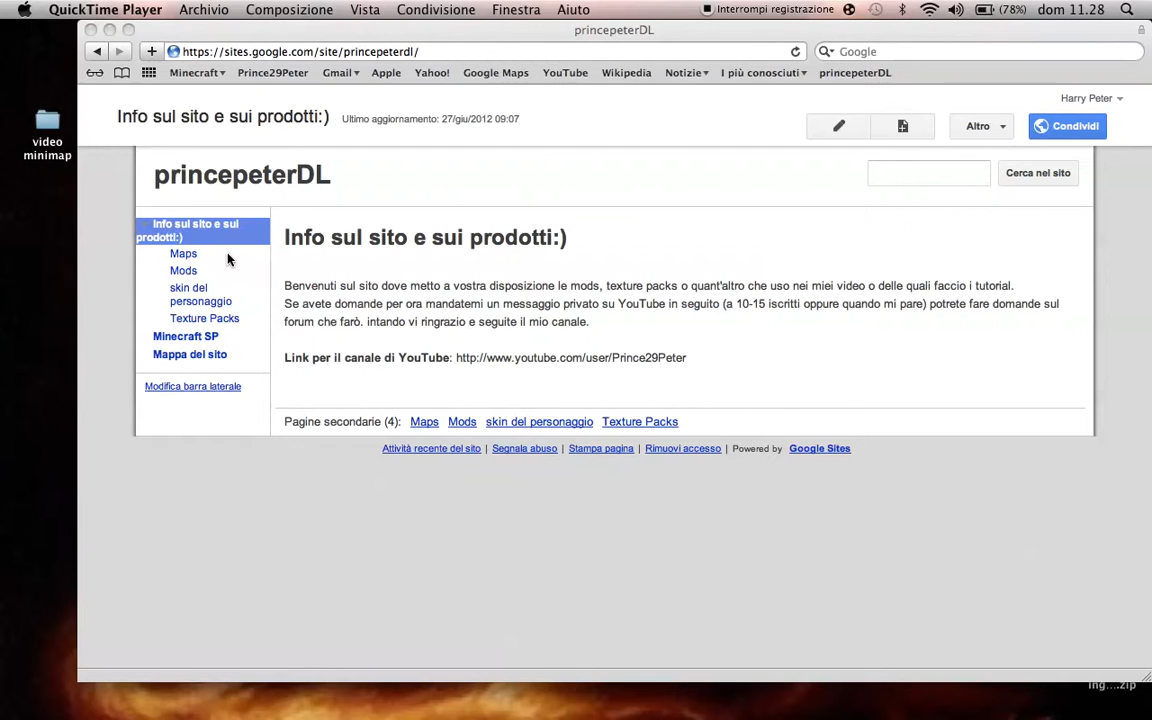 QuickTime Player Archivio Composizione Vista Condivisione Finestra Aiuto Interrompi registrazione (78%) dom 11.28
princepeterDL
https://sites.google.com/site/princepeterdl/ Google
Minecraft Prince29Peter Gmail Apple Yahoo! Google Maps YouTube Wikipedia Notizie I più conosciuti princepeterDL
Harry Peter
Info sul sito e sui prodotti:) Ultimo aggiornamento: 27/giu/2012 09:07 Altro Condividi
video
minimap
princepeterDL Cerca nel sito
Info sul sito e sui
prodotti:)
Maps
Mods
skin del
personaggio
Texture Packs
Minecraft SP
Mappa del sito
Modifica barra laterale
Info sul sito e sui prodotti:)
Benvenuti sul sito dove metto a vostra disposizione le mods, texture packs o quant'altro che uso nei miei video o delle quali faccio i tutorial.
Se avete domande per ora mandatemi un messaggio privato su YouTube in seguito (a 10-15 iscritti oppure quando mi pare) potrete fare domande sul
forum che farò. intando vi ringrazio e seguite il mio canale.
Link per il canale di YouTube: http://www.youtube.com/user/Prince29Peter
Pagine secondarie (4): Maps Mods skin del personaggio Texture Packs
Attività recente del sito | Segnala abuso | Stampa pagina | Rimuovi accesso | Powered by Google Sites
ing....zip